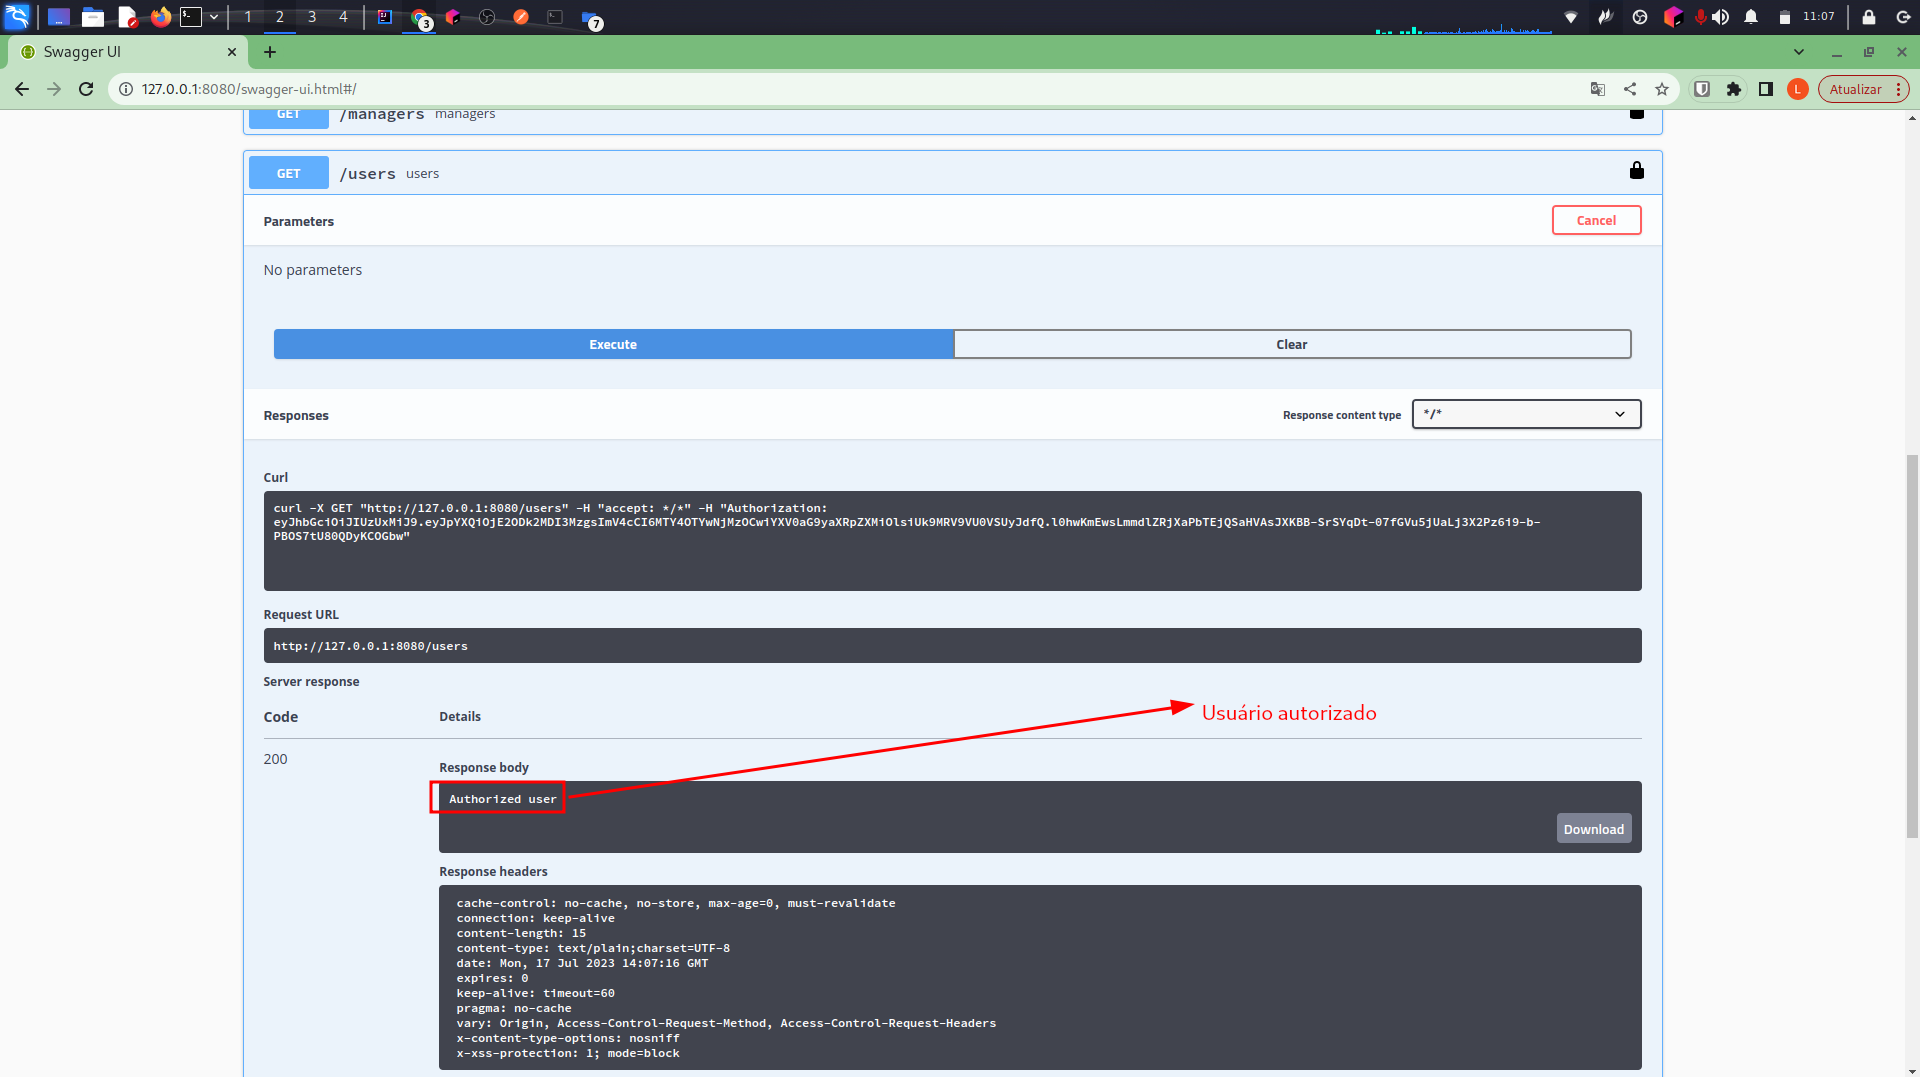 1 2 3 4 3 7 11:07
Swagger UI
127.0.0.1:8080/swagger-ui.html#/ L Atualizar
GET /managers managers
GET /users users
Parameters Cancel
No parameters
Execute Clear
Responses Response content type */*
Curl
curl -X GET "http://127.0.0.1:8080/users" -H "accept: */*" -H "Authorization:
eyJhbGciOiJIUzUxMiJ9.eyJpYXQiOjE2ODk2MDI3MzgsImV4cCI6MTY4OTYwNjMzOCwiYXV0aG9yaXRpZXMiOlsiUk9MRV9VU0VSUyJdfQ.l0hwKmEwsLmmdlZRjXaPbTEjQSaHVAsJXKBB-SrSYqDt-07fGVu5jUaLj3X2Pz6i9-b-
PBOS7tU80QDyKCOGbw"
Request URL
http://127.0.0.1:8080/users
Server response
Code Details
Usuário autorizado
200
Response body
Authorized user
Download
Response headers
cache-control: no-cache, no-store, max-age=0, must-revalidate
connection: keep-alive
content-length: 15
content-type: text/plain;charset=UTF-8
date: Mon, 17 Jul 2023 14:07:16 GMT
expires: 0
keep-alive: timeout=60
pragma: no-cache
vary: Origin, Access-Control-Request-Method, Access-Control-Request-Headers
x-content-type-options: nosniff
x-xss-protection: 1; mode=block